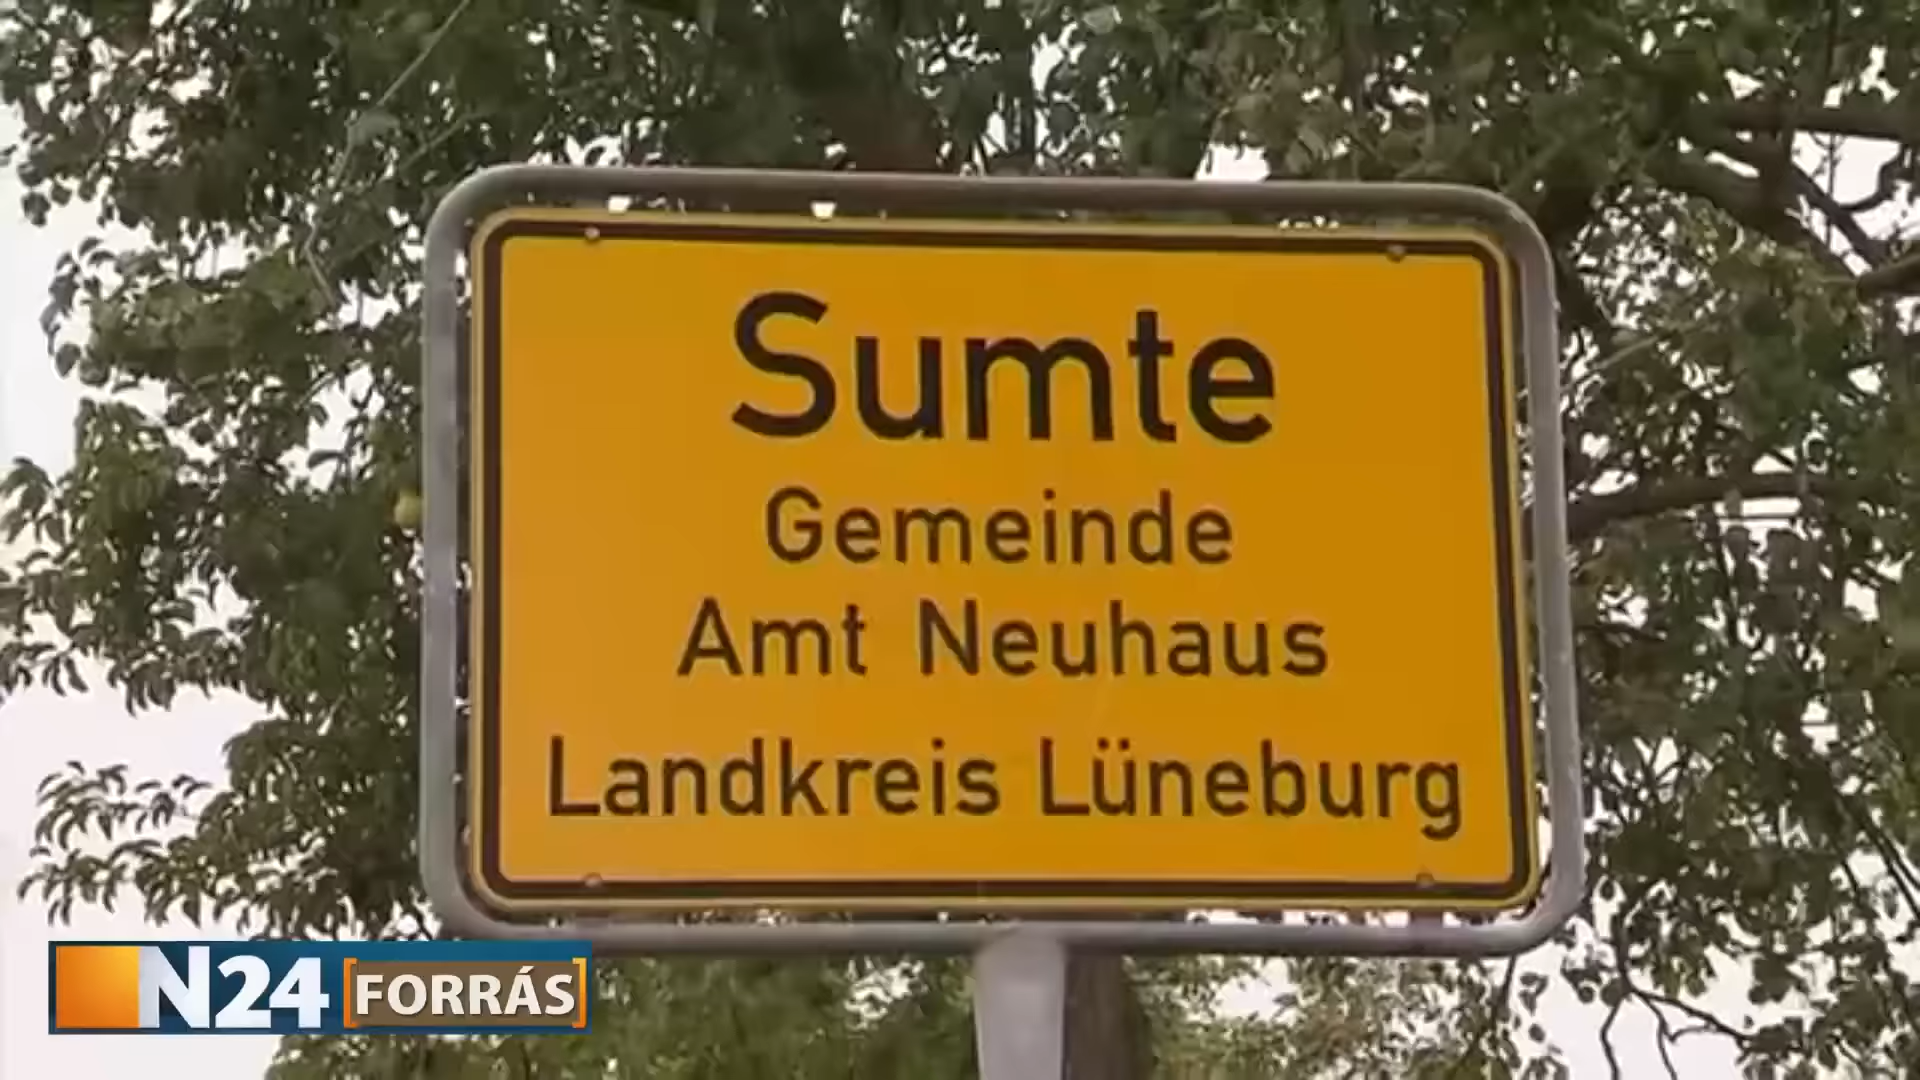 Sumte
Gemeinde
Amt Neuhaus
Landkreis Lüneburg
N24 [FORRÁS]